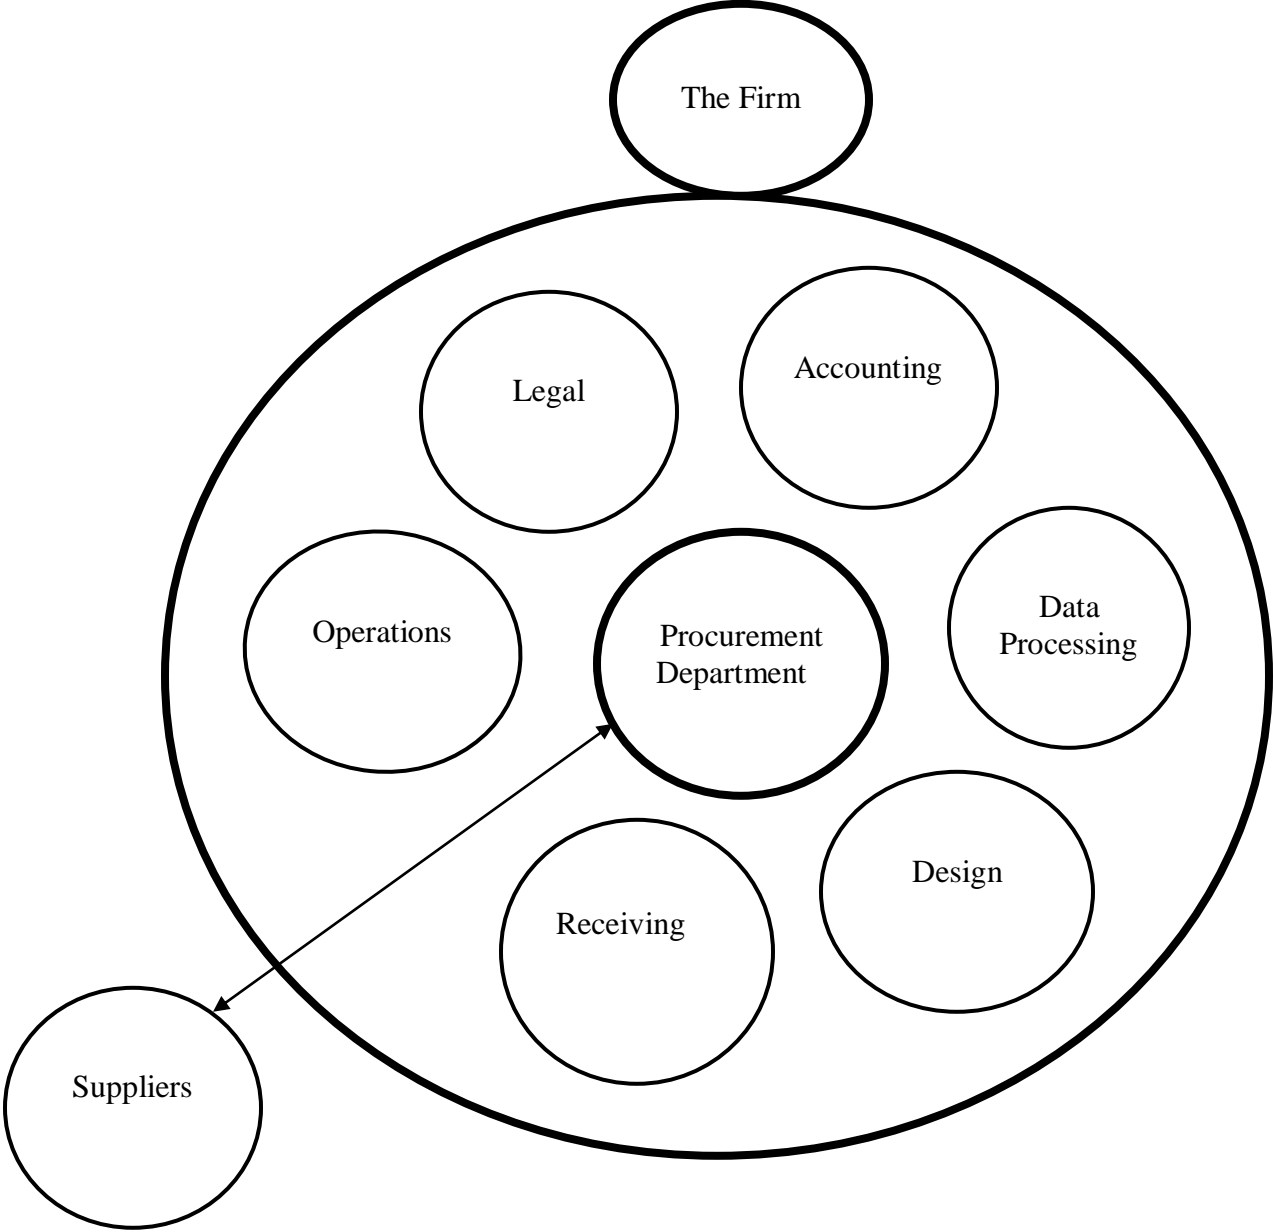 The Firm
Accounting
Legal
Data
Processing
Operations
Procurement
Department
Design
Receiving
Suppliers